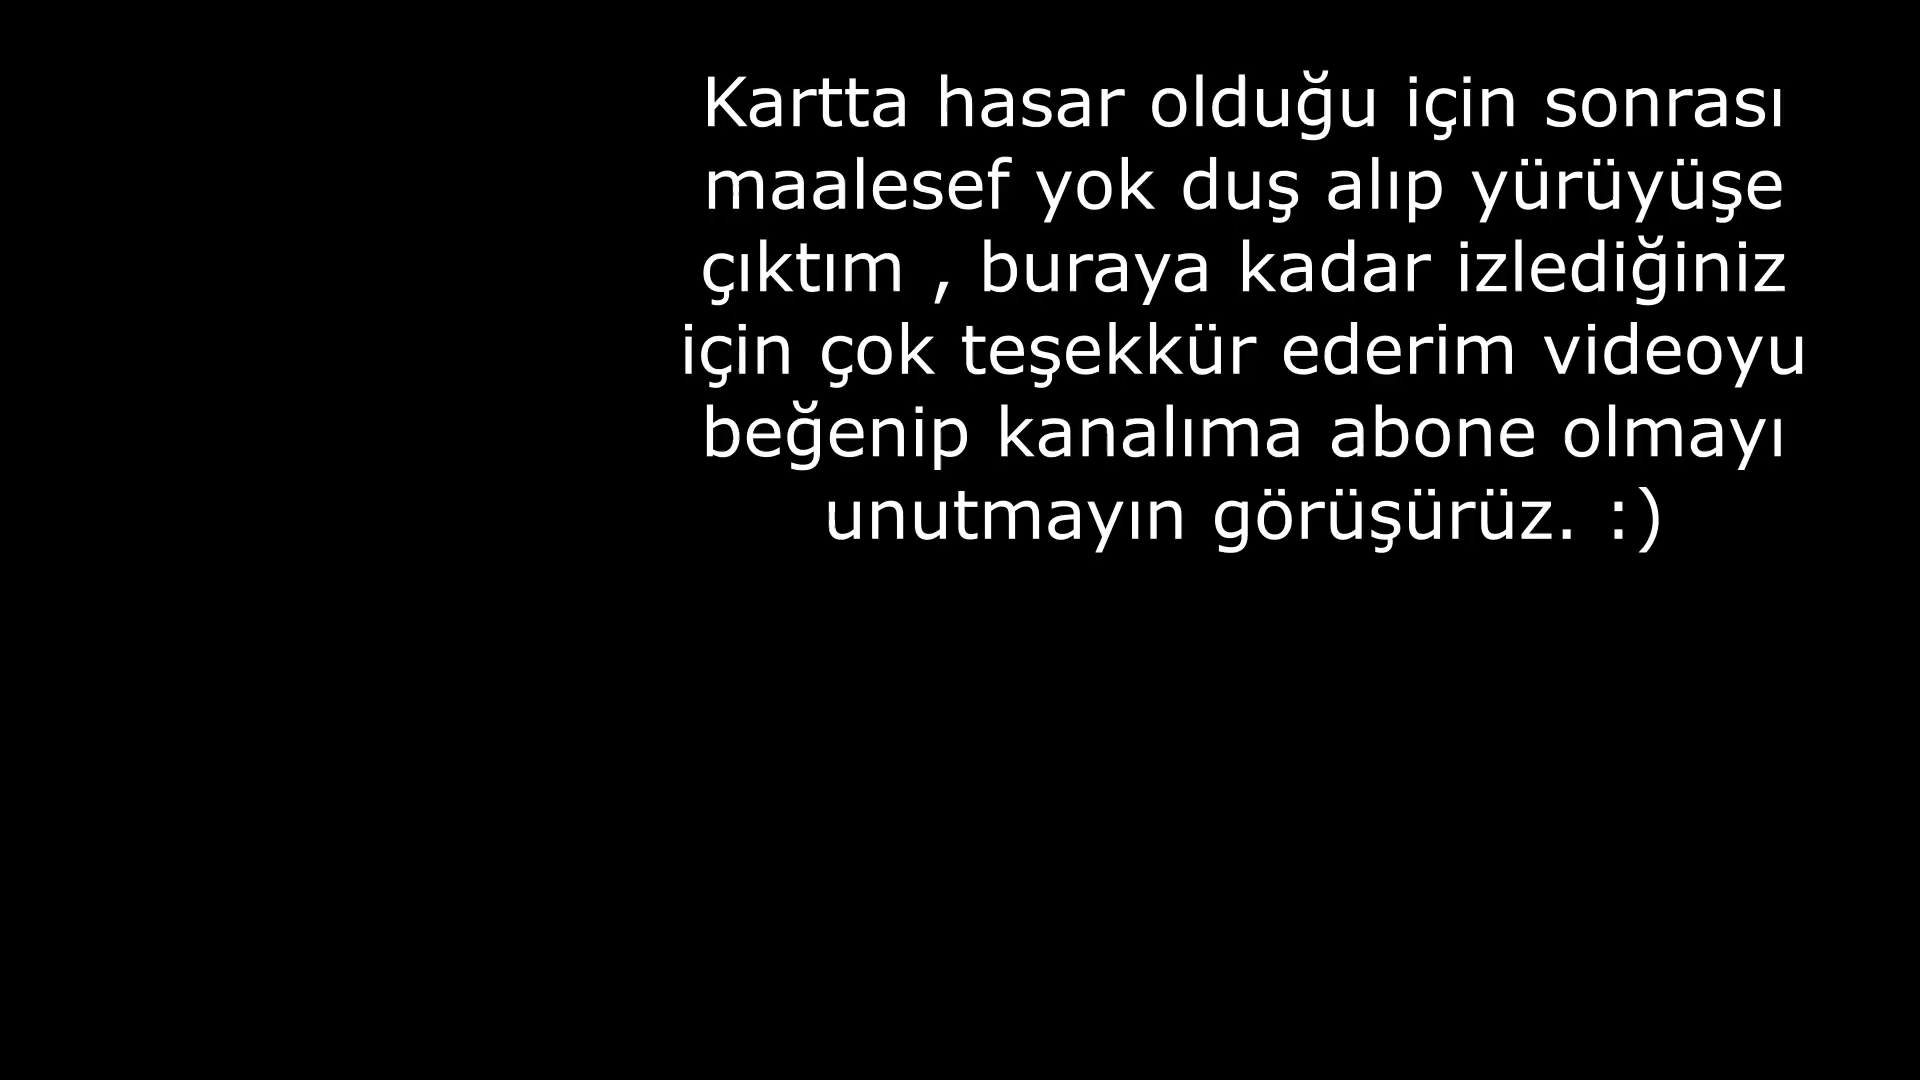 Kartta hasar olduğu için sonrası
maalesef yok duş alıp yürüyüşe
çıktım , buraya kadar izlediğiniz
için çok teşekkür ederim videoyu
beğenip kanalıma abone olmayı
unutmayın görüşürüz. :)